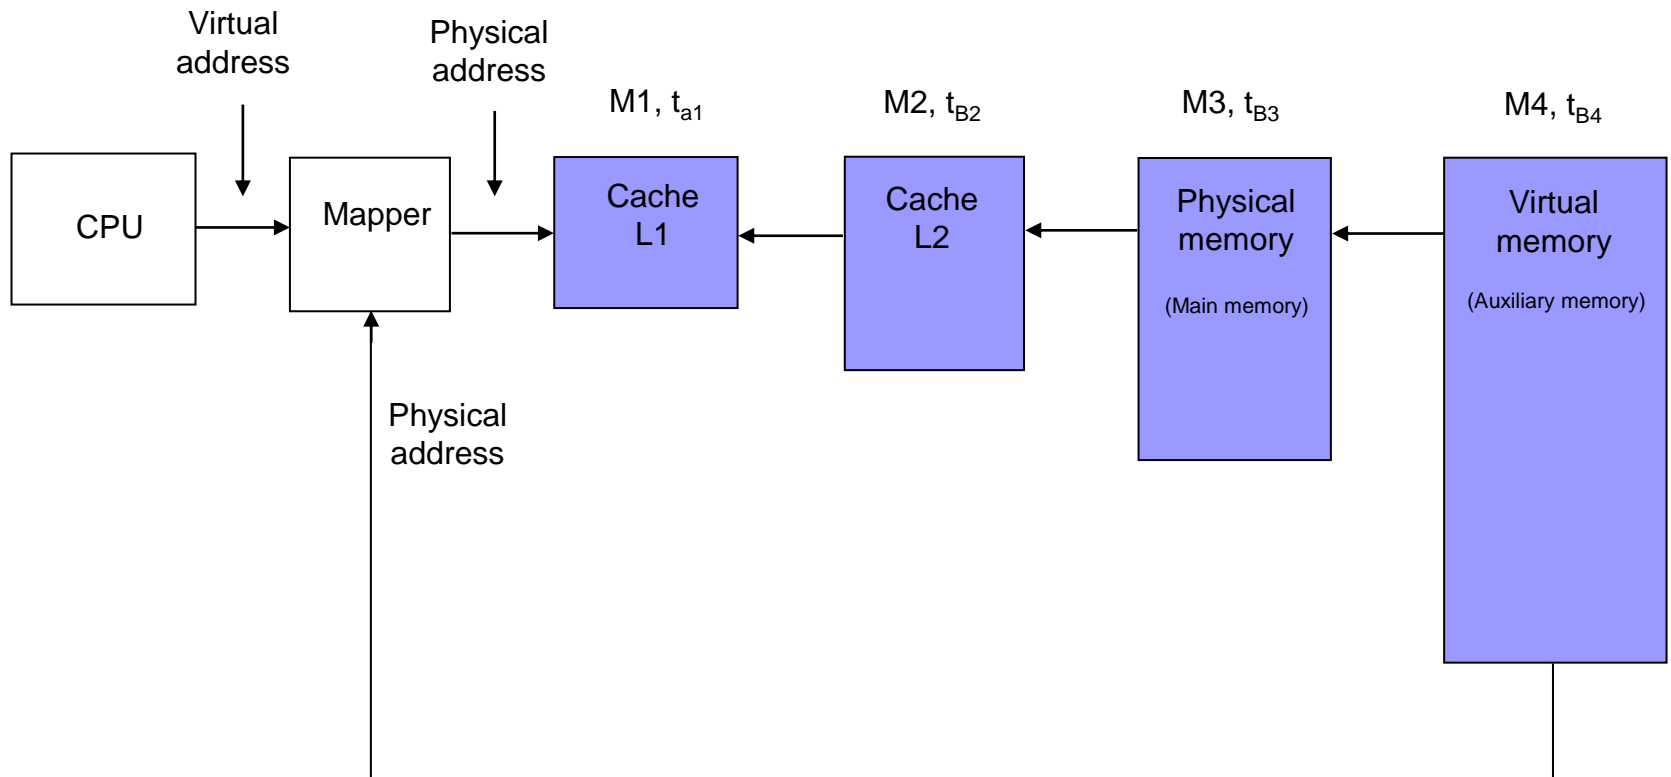 Virtual
address
Physical
address
M1, ta1
M2, tB2
M3, tB3
M4, tB4
CPU
Mapper
Cache
L1
Cache
L2
Physical
memory
(Main memory)
Virtual
memory
(Auxiliary memory)
Physical
address